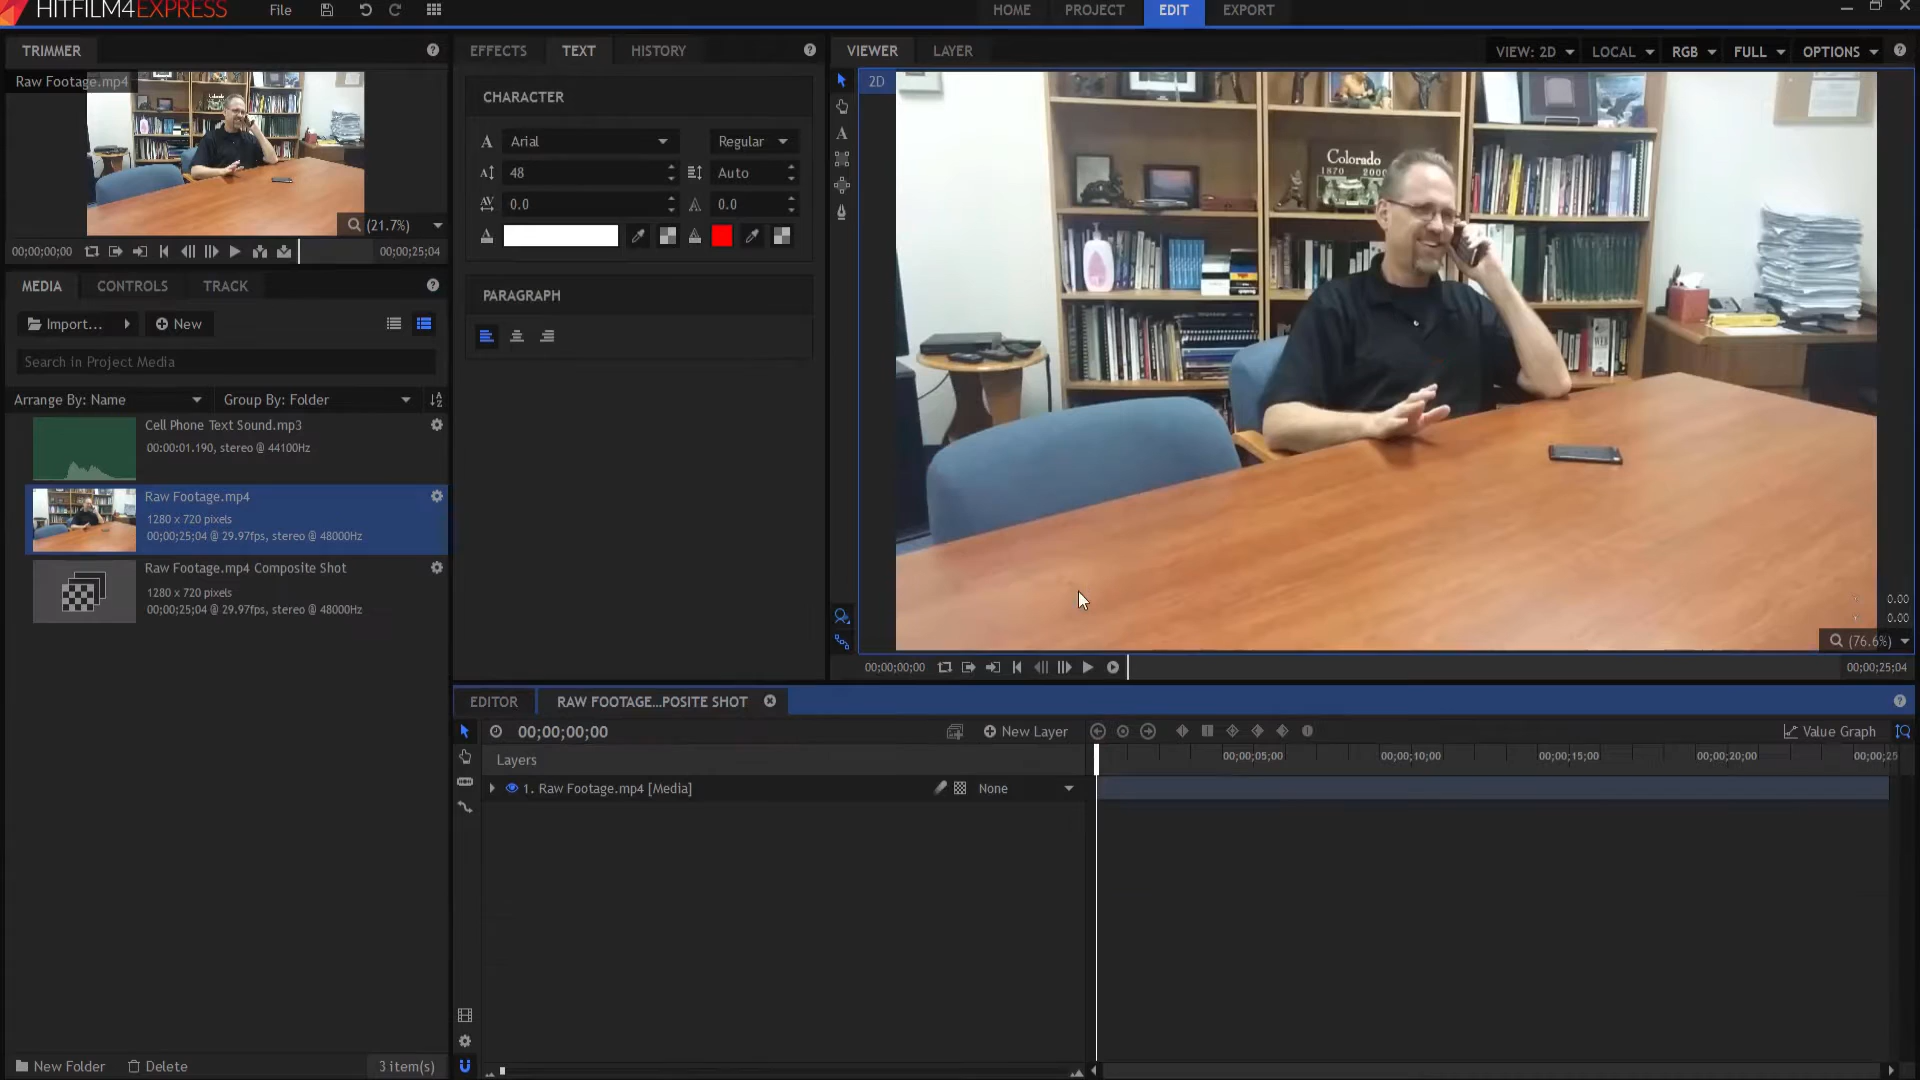 HITFILM4EXPRESS
File
HOME
PROJECT
EDIT
EXPORT
TRIMMER
Raw Footage.mp4
(21.7%)
00;00;00;00
00;00;25;04
MEDIA
CONTROLS
TRACK
Import...
New
Search in Project Media
Arrange By: Name
Group By: Folder
Cell Phone Text Sound.mp3
00:00:01.190, stereo @ 44100Hz
Raw Footage.mp4
1280 x 720 pixels
00;00;25;04 @ 29.97fps, stereo @ 48000Hz
Raw Footage.mp4 Composite Shot
1280 x 720 pixels
00;00;25;04 @ 29.97fps, stereo @ 48000Hz
New Folder
Delete
3 item(s)
EFFECTS
TEXT
HISTORY
CHARACTER
Arial
Regular
48
Auto
0.0
0.0
PARAGRAPH
VIEWER
LAYER
VIEW: 2D
LOCAL
RGB
FULL
OPTIONS
2D
Colorado
1870 2000
0.00
0.00
(76.6%)
00;00;00;00
00;00;25;04
EDITOR
RAW FOOTAGE...POSITE SHOT
00;00;00;00
New Layer
Value Graph
Layers
00;00;05;00
00;00;10;00
00;00;15;00
00;00;20;00
00;00;25
1. Raw Footage.mp4 [Media]
None